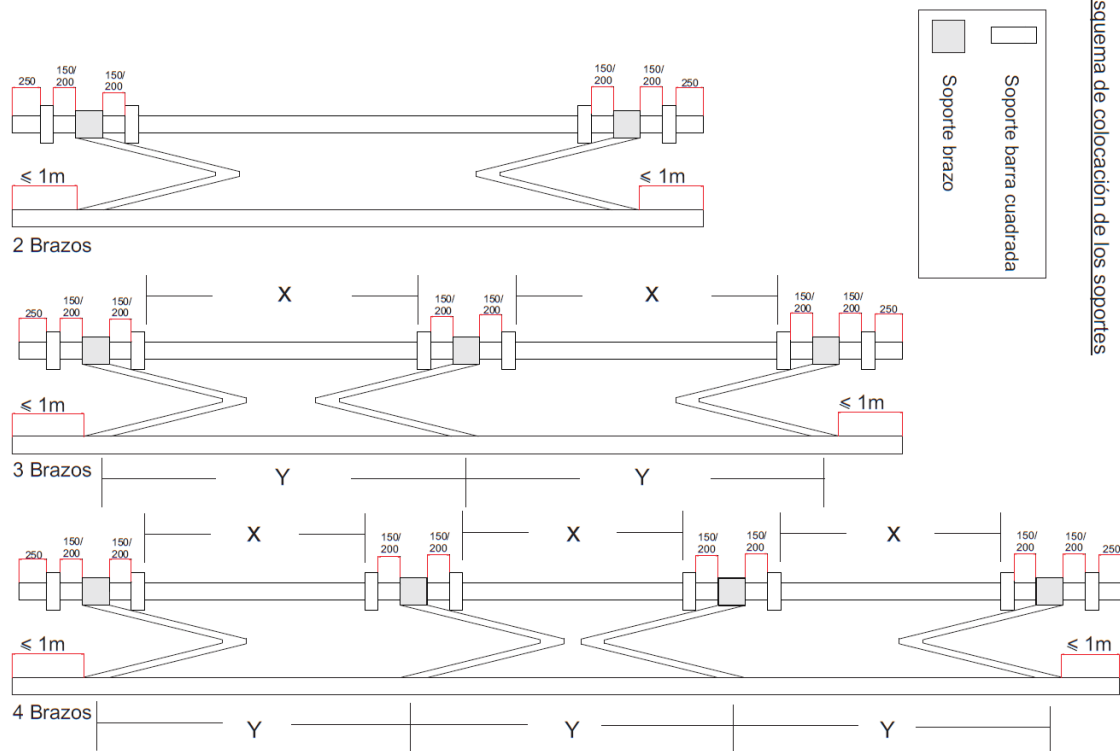 squema de colocación de los soportes
Soporte barra cuadrada
Soporte brazo
250
150/
200
150/
200
150/
200
150/
200
250
≤ 1m
≤ 1m
2 Brazos
X
X
250
150/
200
150/
200
150/
200
150/
200
150/
200
150/
200
250
≤ 1m
≤ 1m
3 Brazos
Y
Y
X
X
X
250
150/
200
150/
200
150/
200
150/
200
150/
200
150/
200
150/
200
150/
200
250
≤ 1m
≤ 1m
4 Brazos
Y
Y
Y